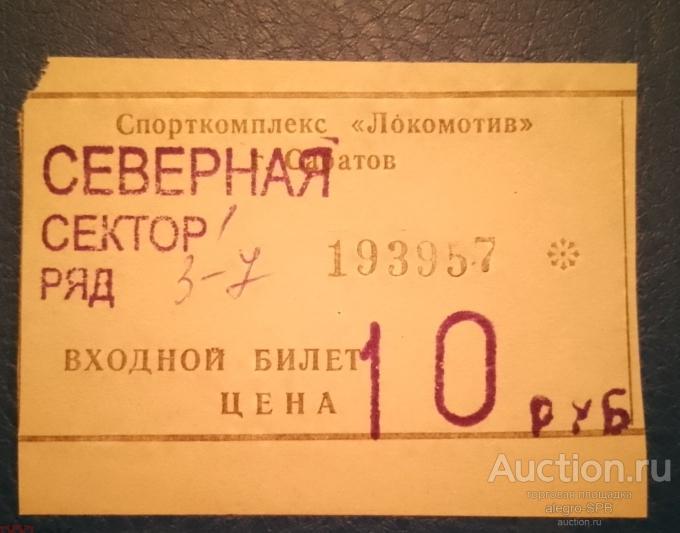 Спорткомплекс «Локомотив»
г. Саратов
СЕВЕРНАЯ
СЕКТОР 1
РЯД 3-7
193957 *
ВХОДНОЙ БИЛЕТ
ЦЕНА 10 РУБ
Auction.ru
торговая площадка
alegro-SPB
auction.ru